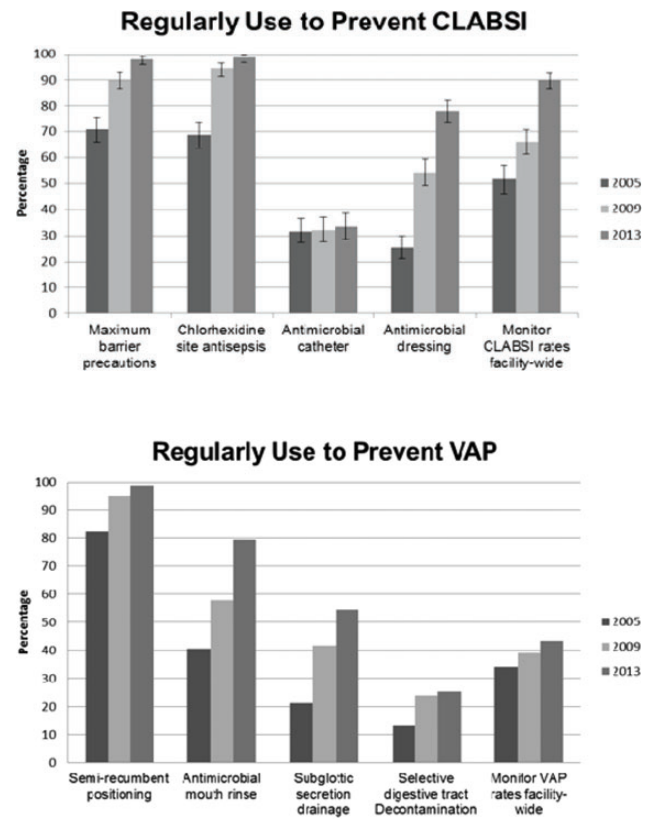 Regularly Use to Prevent CLABSI
100
90
80
70
60
50
40
30
20
10
0
Percentage
Maximum
barrier
precautions
Chlorhexidine
site antisepsis
Antimicrobial
catheter
Antimicrobial
dressing
Monitor
CLABSI rates
facility-wide
2005
2009
2013
Regularly Use to Prevent VAP
100
90
80
70
60
50
40
30
20
10
0
Percentage
Semi-recumbent
positioning
Antimicrobial
mouth rinse
Subglottic
secretion
drainage
Selective
digestive tract
Decontamination
Monitor VAP
rates facility-
wide
2005
2009
2013